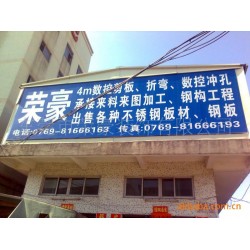 荣豪
4m数控剪板、折弯、数控冲孔
承接来料来图加工、钢构工程
出售各种不锈钢板材、钢板
电话:0769-81666163 传真:0769-81666193